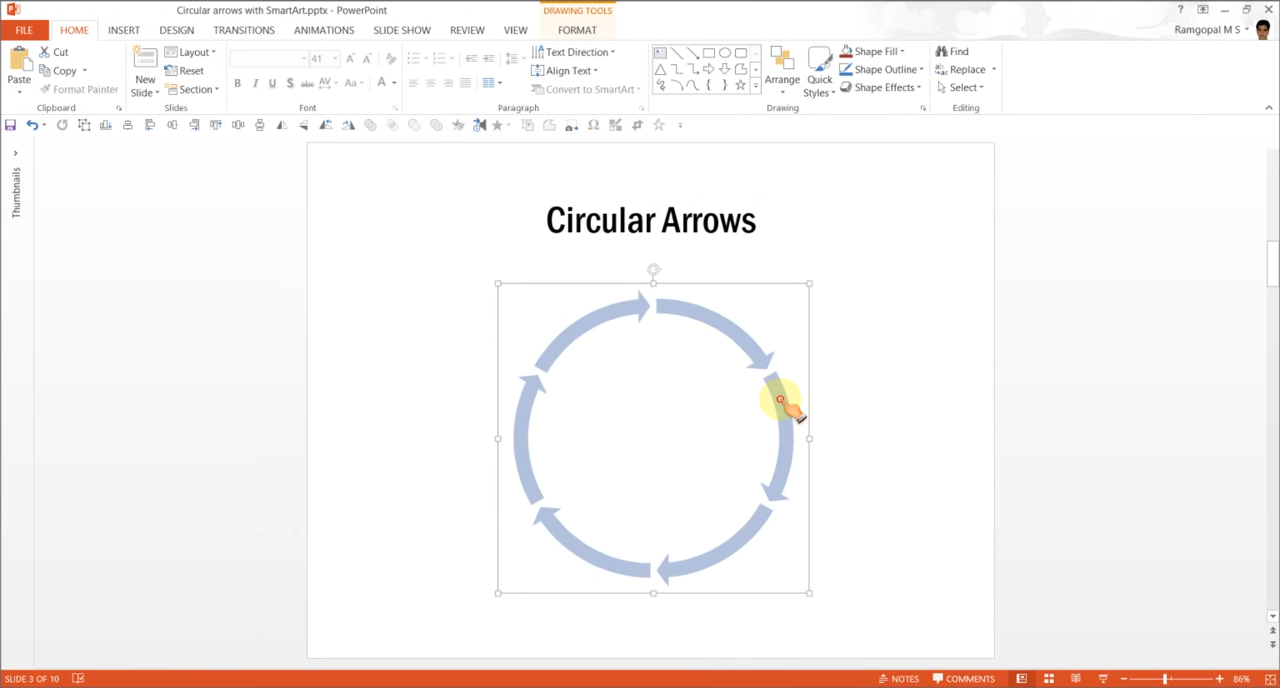 Circular arrows with SmartArt.pptx - PowerPoint
DRAWING TOOLS
?
FILE HOME INSERT DESIGN TRANSITIONS ANIMATIONS SLIDE SHOW REVIEW VIEW FORMAT
Ramgopal M S
Paste
Cut
Copy
Format Painter
Clipboard
New
Slide
Layout
Reset
Section
Slides
41
B I U S abc AV Aa A
Font
Text Direction
Align Text
Convert to SmartArt
Paragraph
Arrange
Quick
Styles
Shape Fill
Shape Outline
Shape Effects
Drawing
Find
Replace
Select
Editing
Thumbnails
Circular Arrows
SLIDE 3 OF 10
NOTES
COMMENTS
86%